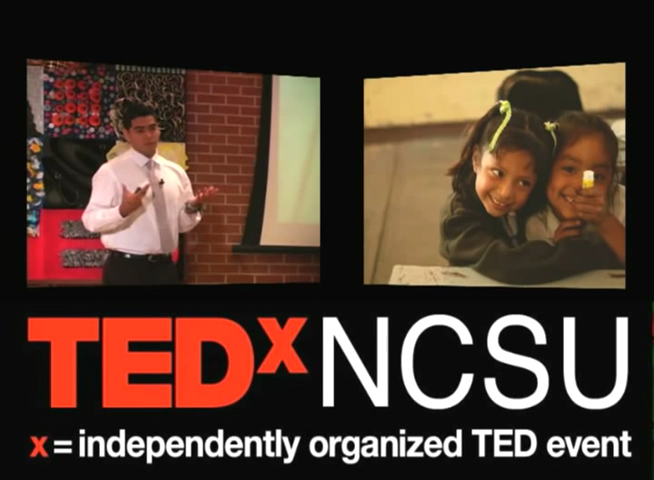 TEDx NCSU
x = independently organized TED event